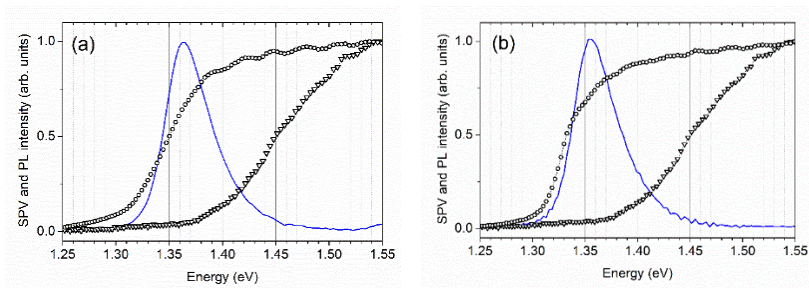 (a)
SPV and PL intensity (arb. units)
1.0
0.5
0.0
1.25 1.30 1.35 1.40 1.45 1.50 1.55
Energy (eV)
(b)
SPV and PL intensity (arb. units)
1.0
0.5
0.0
1.25 1.30 1.35 1.40 1.45 1.50 1.55
Energy (eV)